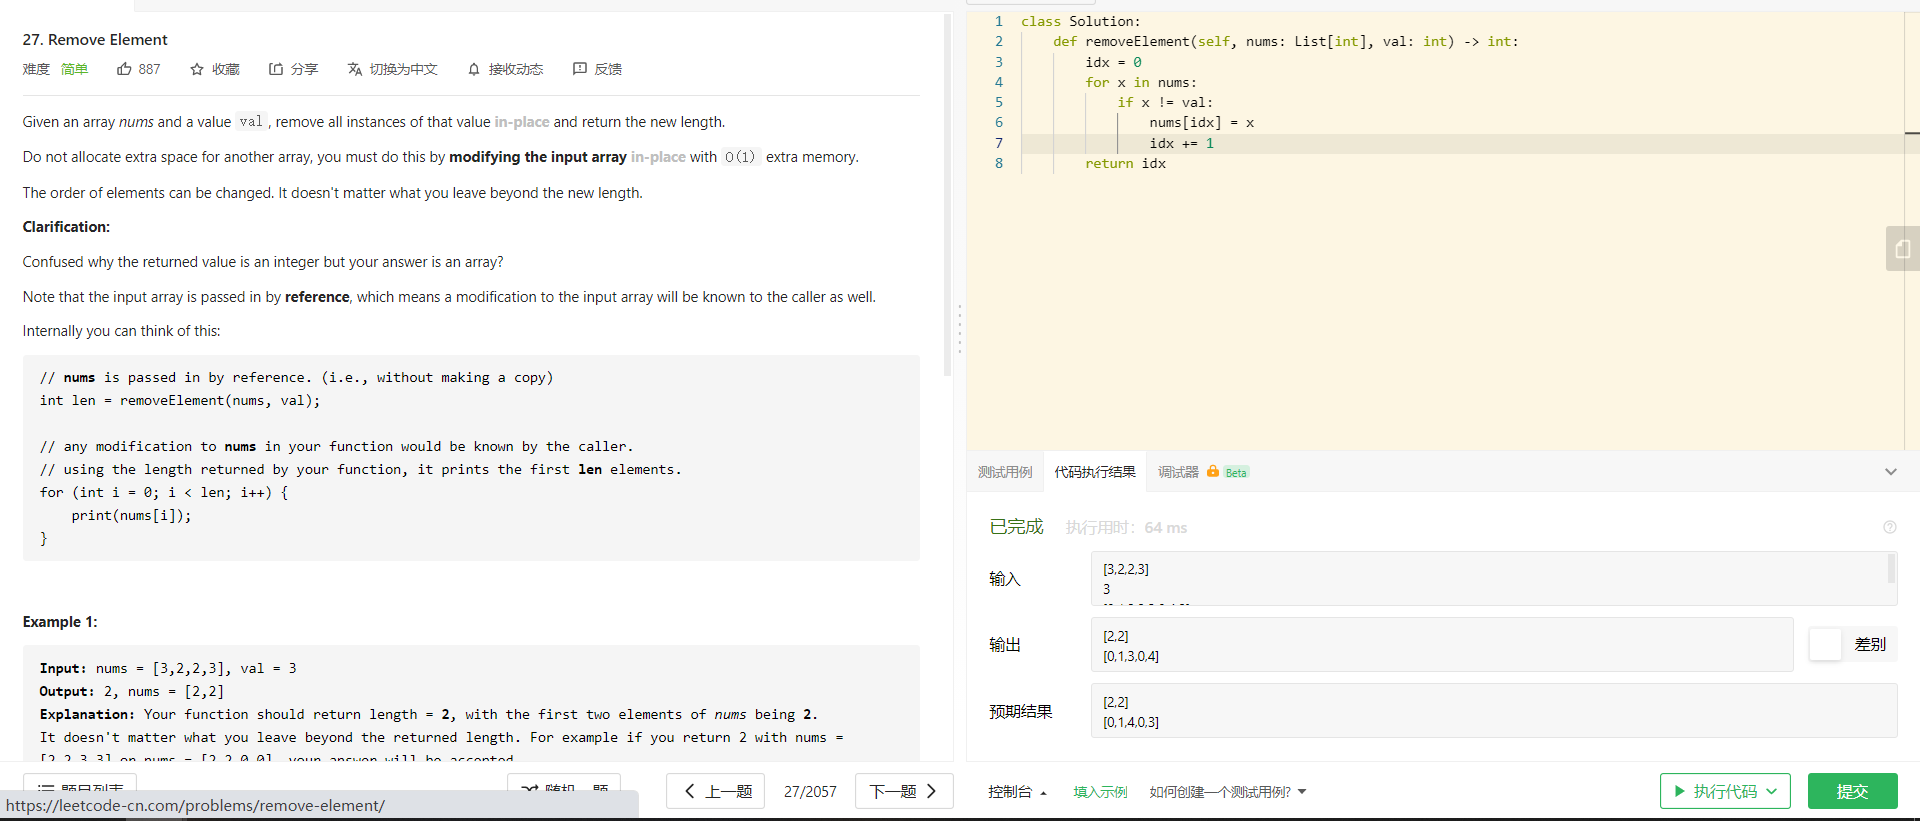 27. Remove Element
难度 简单 887 收藏 分享 切换为中文 接收动态 反馈
Given an array nums and a value val, remove all instances of that value in-place and return the new length.
Do not allocate extra space for another array, you must do this by modifying the input array in-place with O(1) extra memory.
The order of elements can be changed. It doesn't matter what you leave beyond the new length.
Clarification:
Confused why the returned value is an integer but your answer is an array?
Note that the input array is passed in by reference, which means a modification to the input array will be known to the caller as well.
Internally you can think of this:
// nums is passed in by reference. (i.e., without making a copy)
int len = removeElement(nums, val);
// any modification to nums in your function would be known by the caller.
// using the length returned by your function, it prints the first len elements.
for (int i = 0; i < len; i++) {
    print(nums[i]);
}
Example 1:
Input: nums = [3,2,2,3], val = 3
Output: 2, nums = [2,2]
Explanation: Your function should return length = 2, with the first two elements of nums being 2.
It doesn't matter what you leave beyond the returned length. For example if you return 2 with nums =
[2,2,3,3] or nums = [2,2,0,0], your answer will be accepted.
题目列表 随机一题 上一题 27/2057 下一题
https://leetcode-cn.com/problems/remove-element/
1 class Solution:
2     def removeElement(self, nums: List[int], val: int) -> int:
3         idx = 0
4         for x in nums:
5             if x != val:
6                 nums[idx] = x
7                 idx += 1
8         return idx
测试用例 代码执行结果 调试器 Beta
已完成 执行用时: 64 ms
输入
[3,2,2,3]
3
输出
[2,2]
[0,1,3,0,4]
差别
预期结果
[2,2]
[0,1,4,0,3]
控制台 填入示例 如何创建一个测试用例? 执行代码 提交